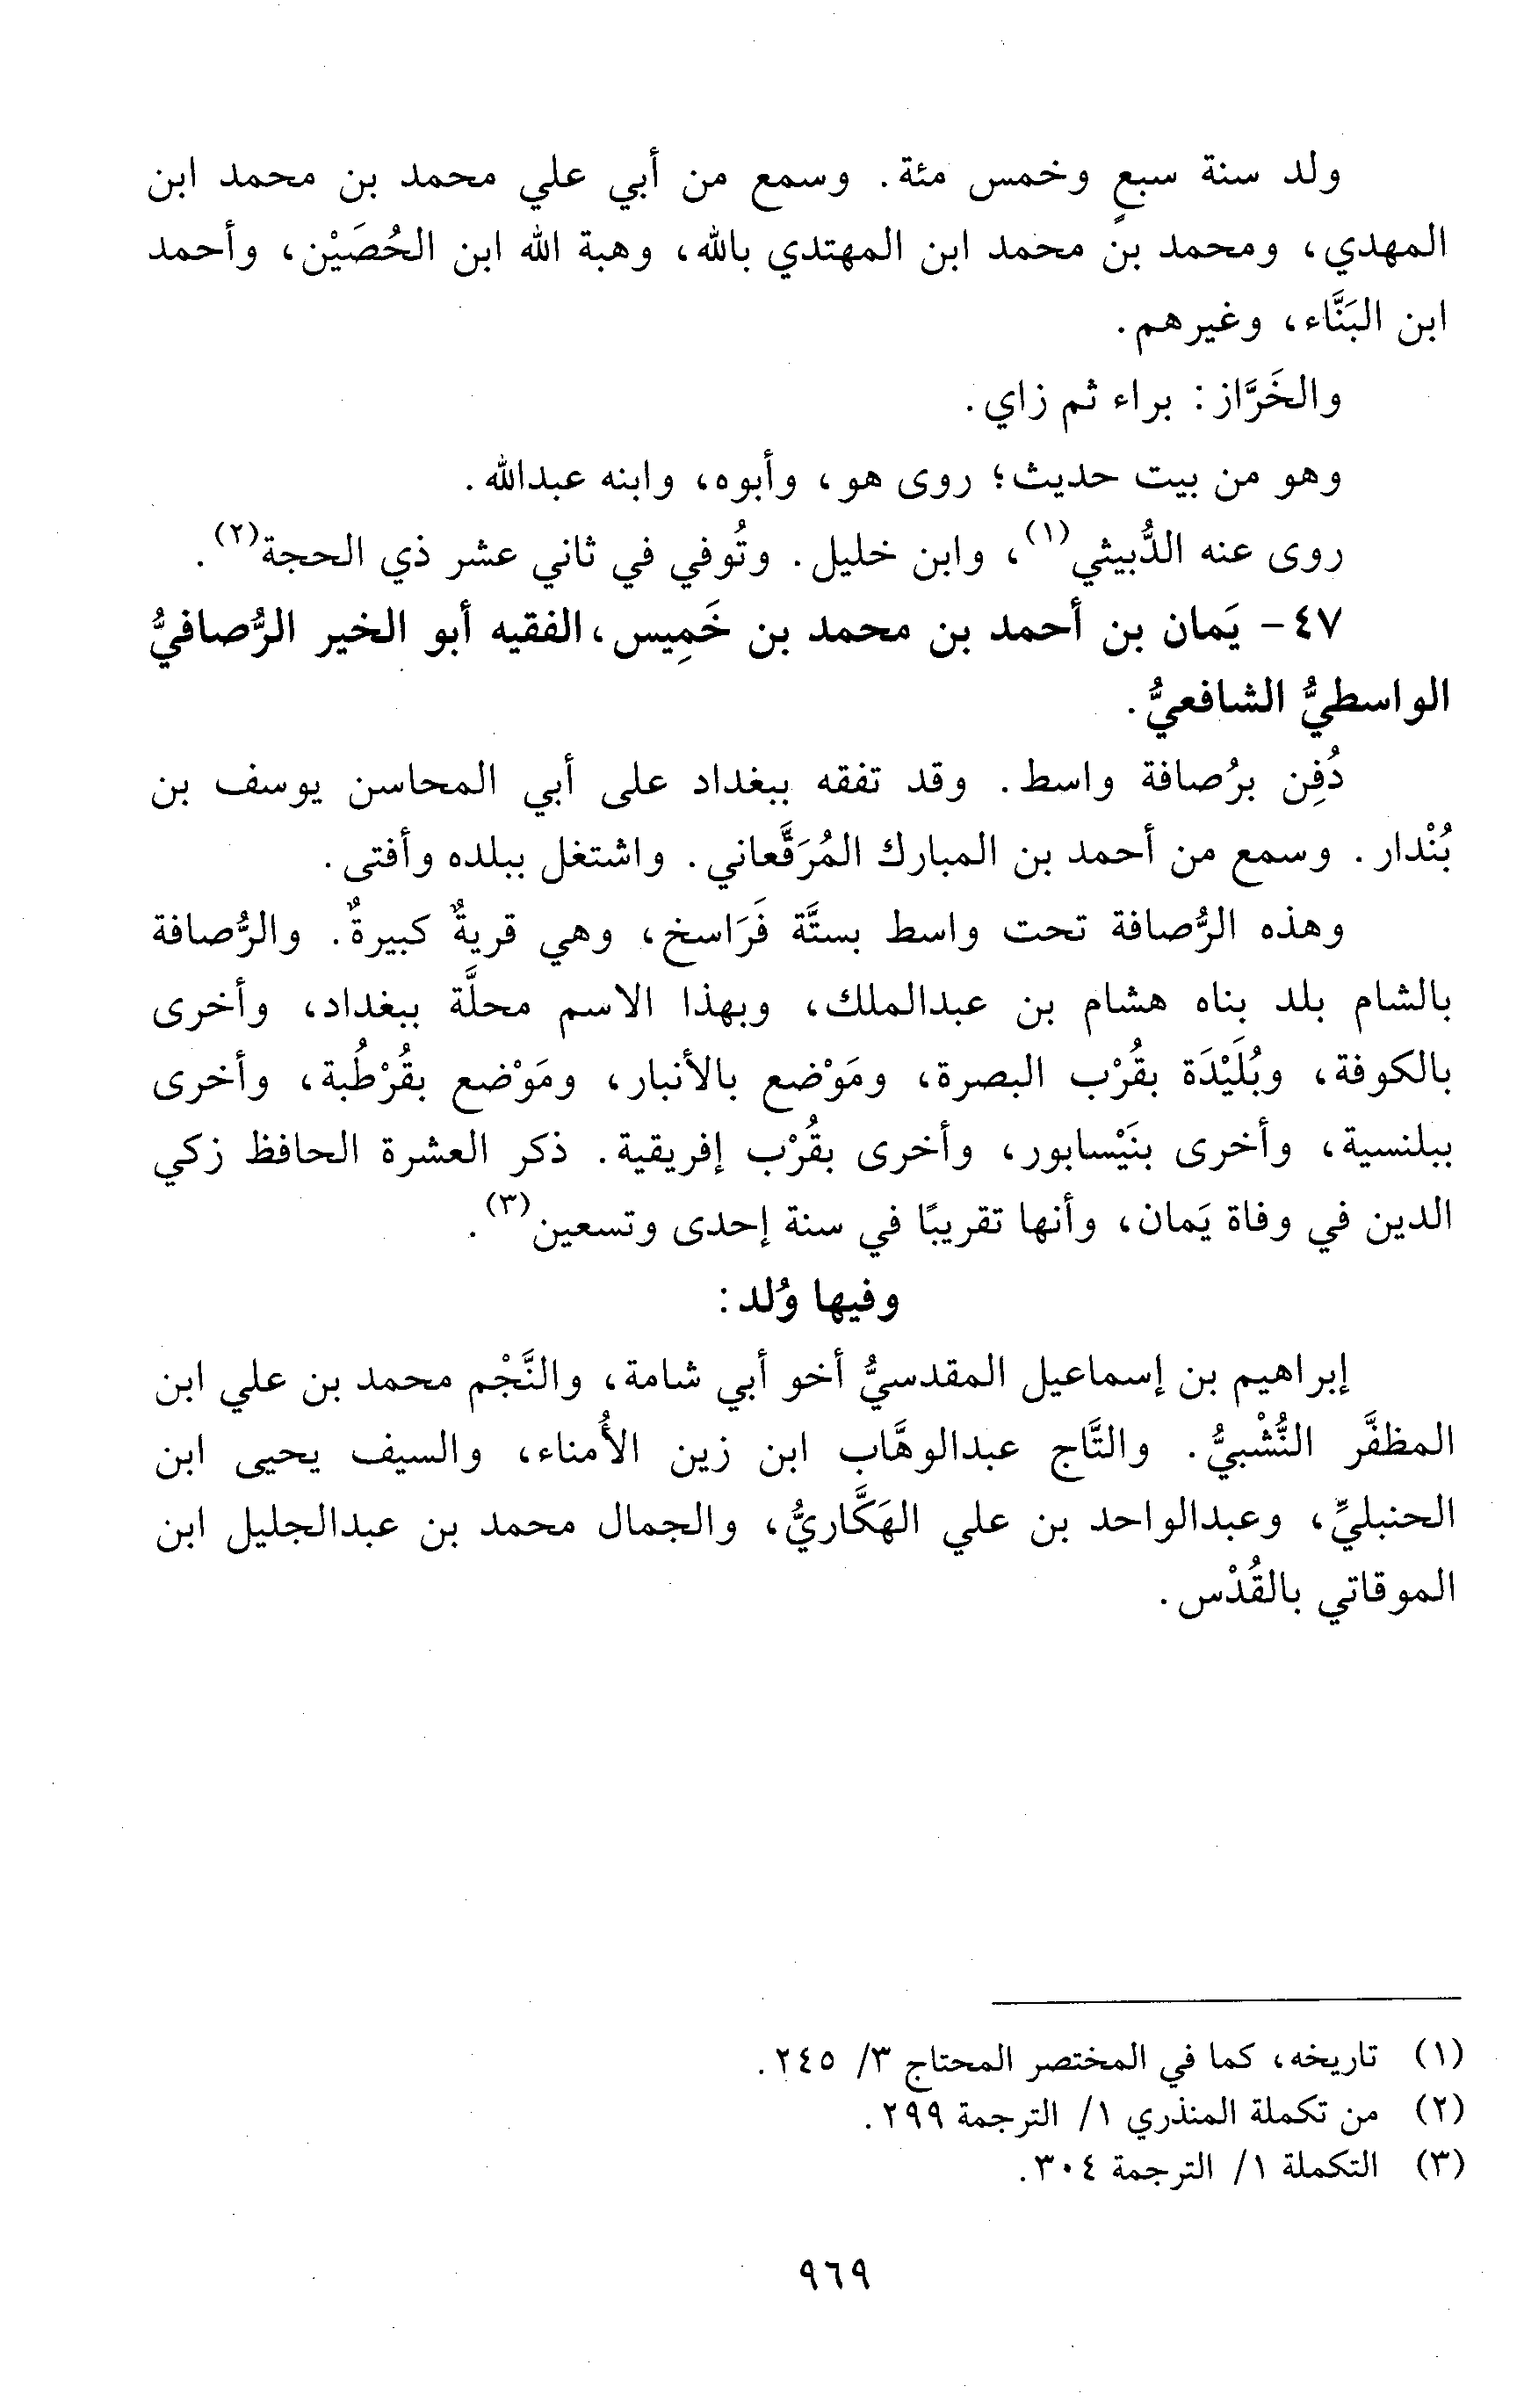 ولد سنة سبعٍ وخمس مئة. وسمع من أبي علي محمد بن محمد ابن
المهدي، ومحمد بن محمد ابن المهتدي بالله، وهبة الله ابن الحُصَيْن، وأحمد
ابن البَنَّاء، وغيرهم.
والخَرَّاز: براء ثم زاي.
وهو من بيت حديث؛ روى هو، وأبوه، وابنه عبدالله.
روى عنه الدُّبيثي(١)، وابن خليل. وتُوفي في ثاني عشر ذي الحجة(٢).
٤٧- يَمان بن أحمد بن محمد بن خَمِيس، الفقيه أبو الخير الرُّصافيُّ
الواسطيُّ الشافعيُّ.
دُفِن برُصافة واسط. وقد تفقه ببغداد على أبي المحاسن يوسف بن
بُنْدار. وسمع من أحمد بن المبارك المُرَقَّعاني. واشتغل ببلده وأفتى.
وهذه الرُّصافة تحت واسط بستَّة فَرَاسخ، وهي قريةٌ كبيرةٌ. والرُّصافة
بالشام بلد بناه هشام بن عبدالملك، وبهذا الاسم محلَّة ببغداد، وأخرى
بالكوفة، وبُلَيْدَة بقُرْب البصرة، ومَوْضع بالأنبار، ومَوْضع بقُرْطُبة، وأخرى
ببلنسية، وأخرى بنَيْسابور، وأخرى بقُرْب إفريقية. ذكر العشرة الحافظ زكي
الدين في وفاة يَمان، وأنها تقريبًا في سنة إحدى وتسعين(٣).
وفيها وُلد:
إبراهيم بن إسماعيل المقدسيُّ أخو أبي شامة، والنَّجْم محمد بن علي ابن
المظفَّر النُّشْبيُّ. والتَّاج عبدالوهَّاب ابن زين الأُمناء، والسيف يحيى ابن
الحنبليِّ، وعبدالواحد بن علي الهَكَّاريُّ، والجمال محمد بن عبدالجليل ابن
الموقاتي بالقُدْس.
(١) تاريخه، كما في المختصر المحتاج ٣/ ٢٤٥.
(٢) من تكملة المنذري ١/ الترجمة ٢٩٩.
(٣) التكملة ١/ الترجمة ٣٠٤.
٩٦٩